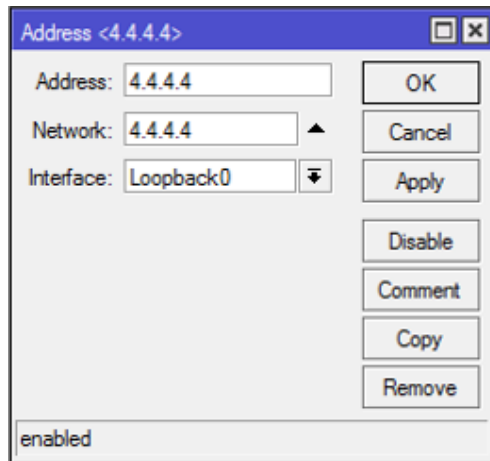 Address <4.4.4.4>
Address: 4.4.4.4
OK
Network: 4.4.4.4
Cancel
Interface: Loopback0
Apply
Disable
Comment
Copy
Remove
enabled